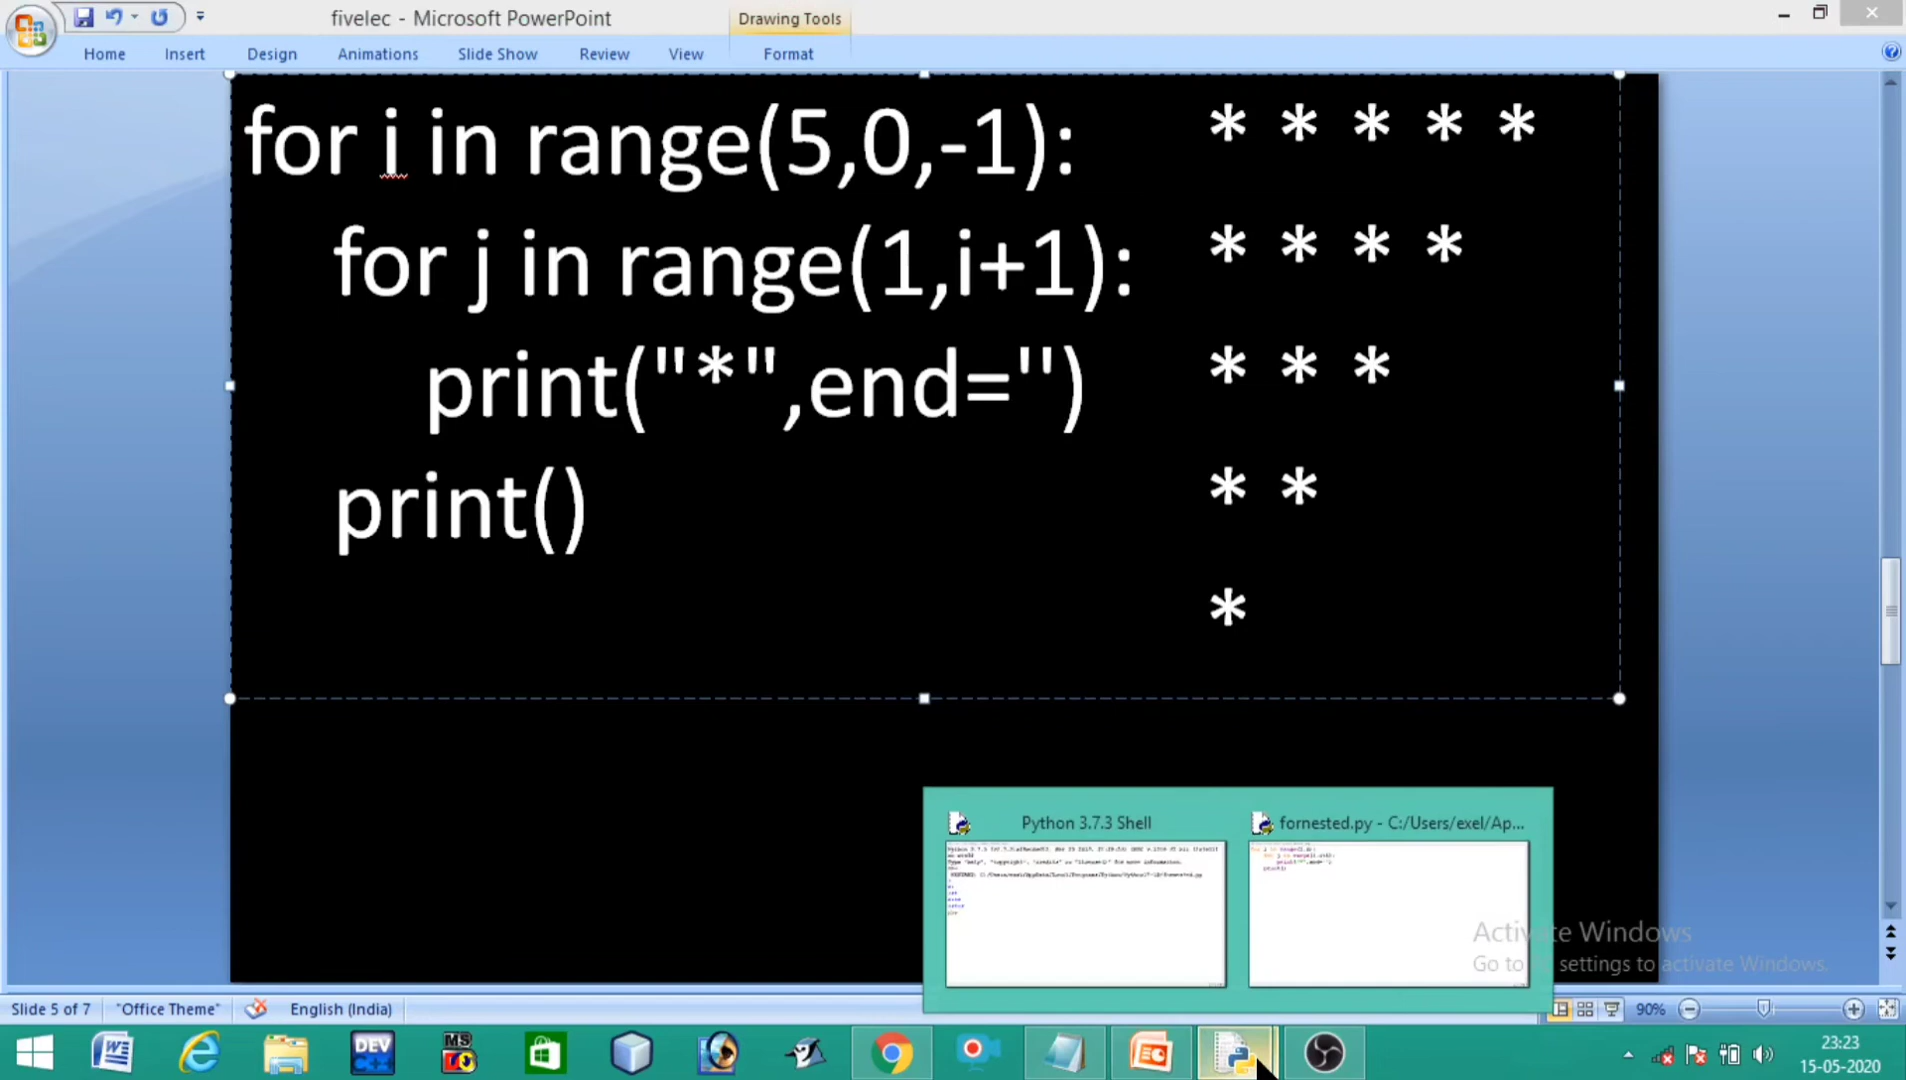 fivelec - Microsoft PowerPoint
Drawing Tools
Home Insert Design Animations Slide Show Review View Format
for i in range(5,0,-1): * * * * *
for j in range(1,i+1): * * * *
print("*",end='') * * *
print() * *
*
Python 3.7.3 Shell
fornested.py - C:/Users/exel/Ap...
Activate Windows
Go to settings to activate Windows.
Slide 5 of 7 "Office Theme" English (India) 90%
DEV C++
MS
23:23
15-05-2020